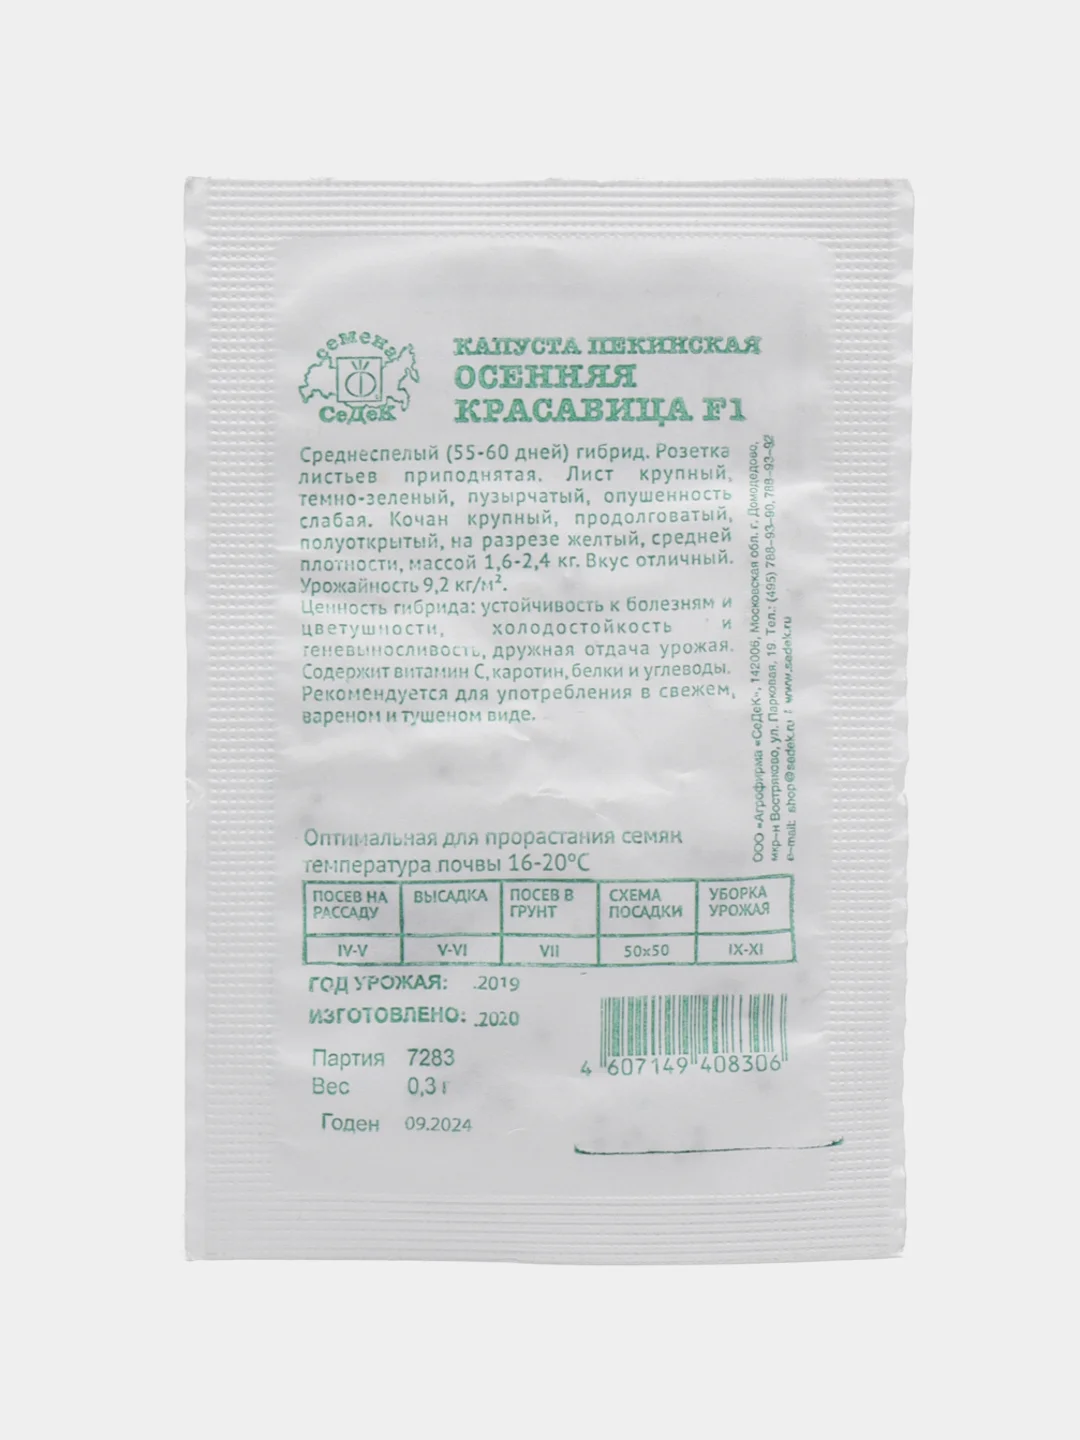 семена
СеДеК
КАПУСТА ПЕКИНСКАЯ
ОСЕННЯЯ
КРАСАВИЦА F1
Среднеспелый (55-60 дней) гибрид. Розетка
листьев приподнятая. Лист крупный,
темно-зеленый, пузырчатый, опушенность
слабая. Кочан крупный, продолговатый,
полуоткрытый, на разрезе желтый, средней
плотности, массой 1,6-2,4 кг. Вкус отличный.
Урожайность 9,2 кг/м².
Ценность гибрида: устойчивость к болезням и
цветушности, холодостойкость и
теневыносливость, дружная отдача урожая.
Содержит витамин С, каротин, белки и углеводы.
Рекомендуется для употребления в свежем,
вареном и тушеном виде.
ООО «Агрофирма «СеДеК», 142006, Московская обл. г. Домодедово,
мкр-н Востряково, ул. Парковая, 19. Тел.: (495) 788-93-90, 788-93-92
e-mail: shop@sedek.ru / www.sedek.ru
Оптимальная для прорастания семян
температура почвы 16-20°С
ПОСЕВ НА РАССАДУ ВЫСАДКА ПОСЕВ В ГРУНТ СХЕМА ПОСАДКИ УБОРКА УРОЖАЯ
IV-V V-VI VII 50х50 IX-XI
ГОД УРОЖАЯ: .2019
ИЗГОТОВЛЕНО: .2020
Партия 7283
Вес 0,3 г
Годен 09.2024
4 607149 408306